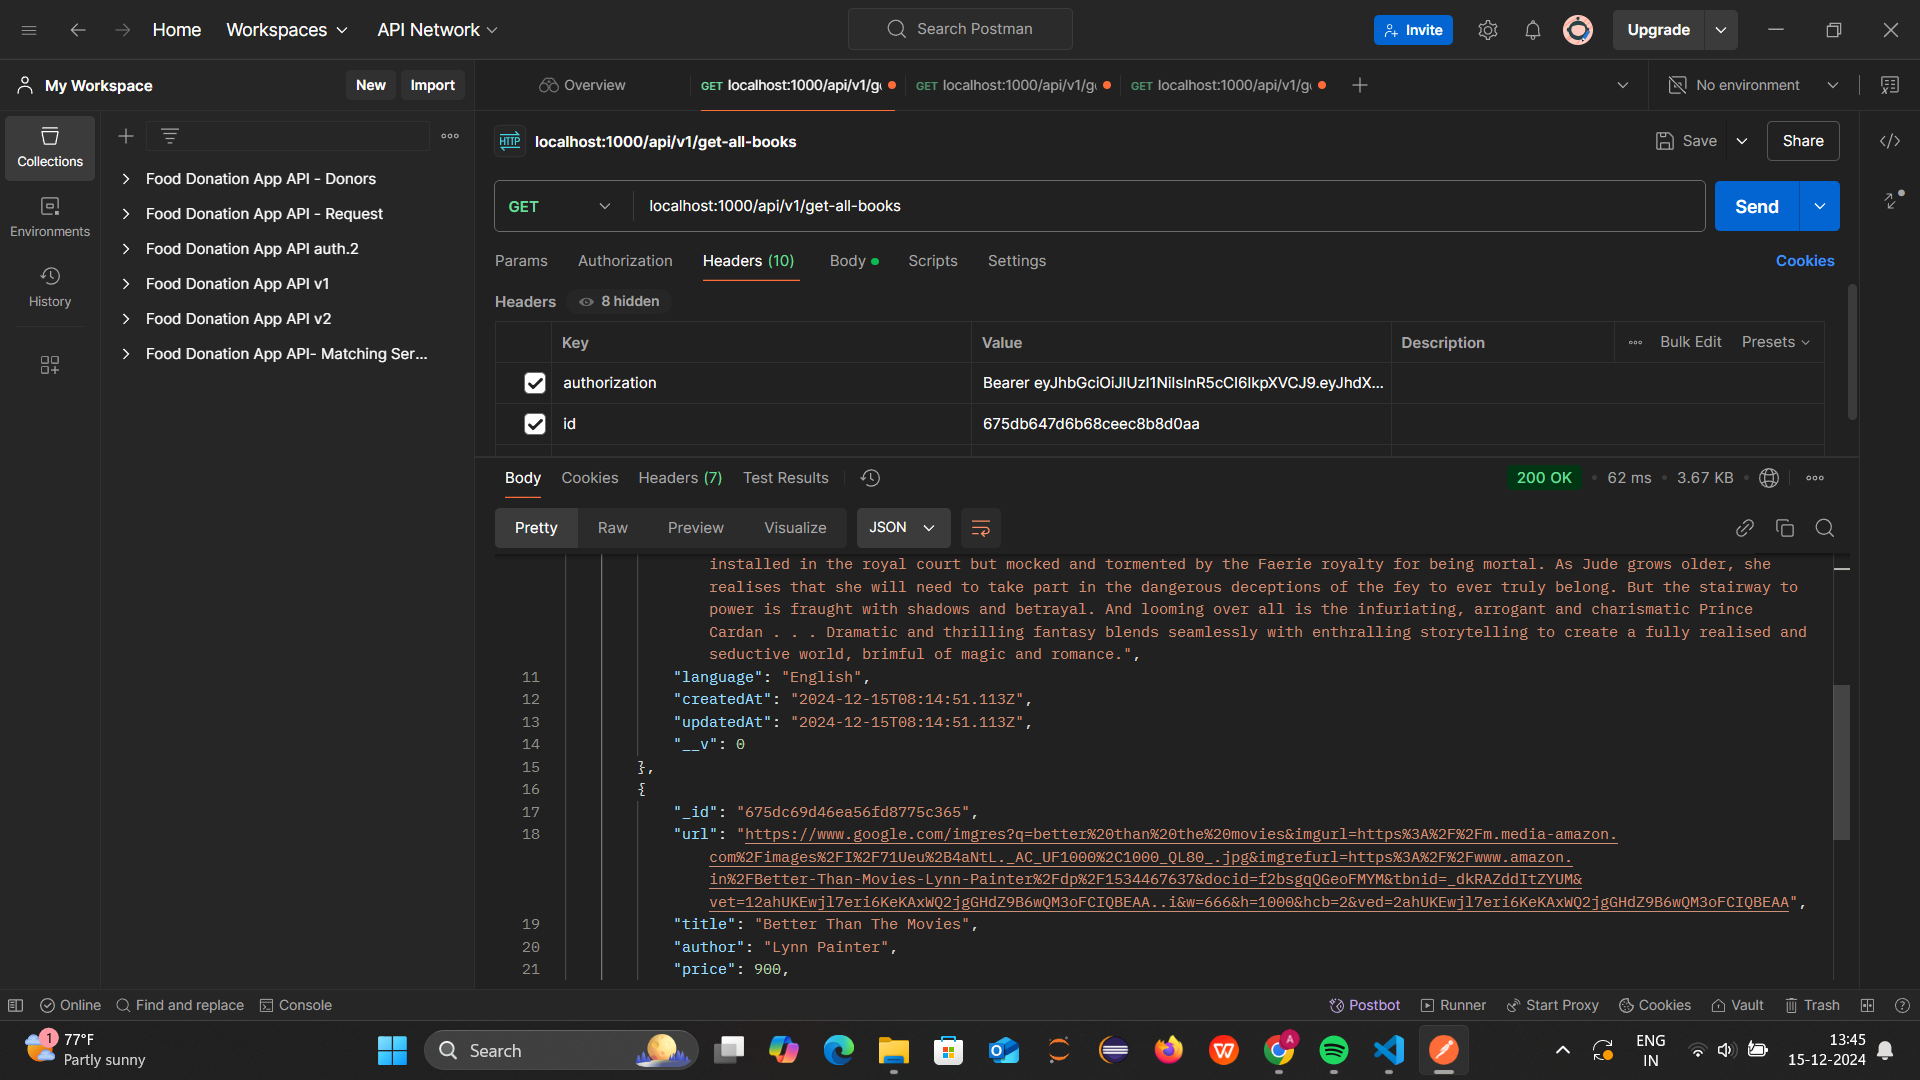 Home
Workspaces
API Network
Search Postman
Invite
Upgrade
My Workspace
New
Import
Overview
GET localhost:1000/api/v1/g
GET localhost:1000/api/v1/g
GET localhost:1000/api/v1/g
No environment
Collections
Environments
History
Food Donation App API - Donors
Food Donation App API - Request
Food Donation App API auth.2
Food Donation App API v1
Food Donation App API v2
Food Donation App API- Matching Ser...
HTTP
localhost:1000/api/v1/get-all-books
Save
Share
GET
localhost:1000/api/v1/get-all-books
Send
Params
Authorization
Headers (10)
Body
Scripts
Settings
Cookies
Headers
8 hidden
Key
Value
Description
Bulk Edit
Presets
authorization
Bearer eyJhbGciOiJIUzI1NiIsInR5cCI6IkpXVCJ9.eyJhdX...
id
675db647d6b68ceec8b8d0aa
Body
Cookies
Headers (7)
Test Results
200 OK
62 ms
3.67 KB
Pretty
Raw
Preview
Visualize
JSON
installed in the royal court but mocked and tormented by the Faerie royalty for being mortal. As Jude grows older, she
realises that she will need to take part in the dangerous deceptions of the fey to ever truly belong. But the stairway to
power is fraught with shadows and betrayal. And looming over all is the infuriating, arrogant and charismatic Prince
Cardan . . . Dramatic and thrilling fantasy blends seamlessly with enthralling storytelling to create a fully realised and
seductive world, brimful of magic and romance.",
11 "language": "English",
12 "createdAt": "2024-12-15T08:14:51.113Z",
13 "updatedAt": "2024-12-15T08:14:51.113Z",
14 "__v": 0
15 },
16 {
17 "_id": "675dc69d46ea56fd8775c365",
18 "url": "https://www.google.com/imgres?q=better%20than%20the%20movies&imgurl=https%3A%2F%2Fm.media-amazon.
com%2Fimages%2FI%2F71Ueu%2B4aNtL._AC_UF1000%2C1000_QL80_.jpg&imgrefurl=https%3A%2F%2Fwww.amazon.
in%2FBetter-Than-Movies-Lynn-Painter%2Fdp%2F1534467637&docid=f2bsgqQGeoFMYM&tbnid=_dkRAZddItZYUM&
vet=12ahUKEwjl7eri6KeKAxWQ2jgGHdZ9B6wQM3oFCIQBEAA..i&w=666&h=1000&hcb=2&ved=2ahUKEwjl7eri6KeKAxWQ2jgGHdZ9B6wQM3oFCIQBEAA",
19 "title": "Better Than The Movies",
20 "author": "Lynn Painter",
21 "price": 900,
Online
Find and replace
Console
Postbot
Runner
Start Proxy
Cookies
Vault
Trash
1
77°F
Partly sunny
Search
A
ENG
IN
13:45
15-12-2024